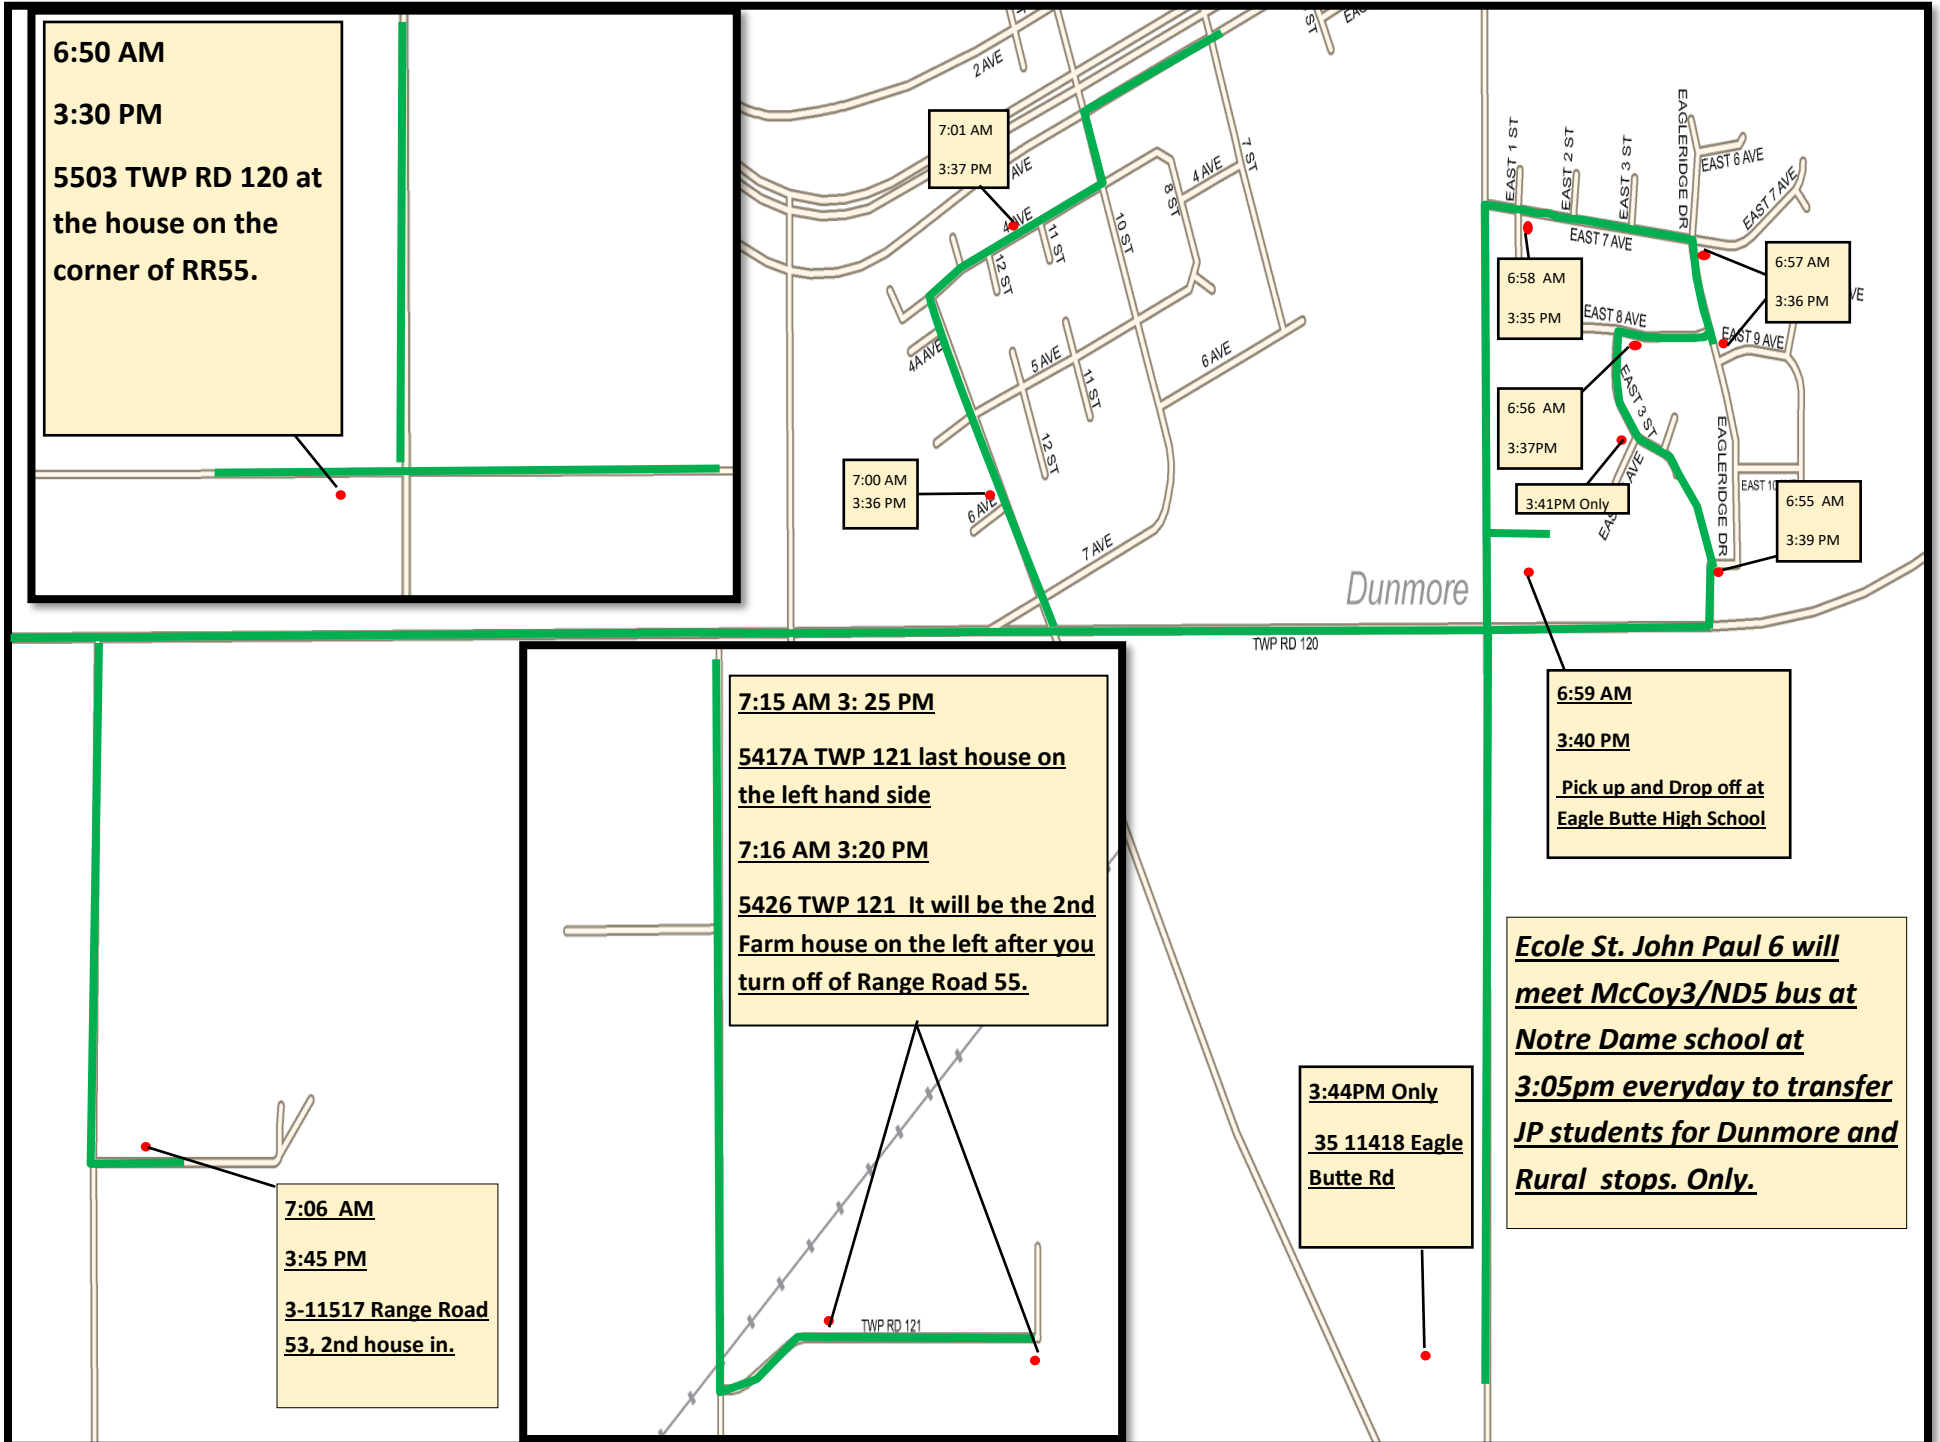 6:50 AM
3:30 PM
5503 TWP RD 120 at
the house on the
corner of RR55.
2 AVE
7:01 AM
3:37 PM
AVE
4 AVE
11 ST
12 ST
10 ST
8 ST
4 AVE
7 ST
ST
EAST 1 ST
EAST 2 ST
EAST 3 ST
EAGLERIDGE DR
EAST 6 AVE
EAST 7 AVE
EAST 7 AVE
6:57 AM
3:36 PM
VE
6:58 AM
3:35 PM
EAST 8 AVE
EAST 9 AVE
4A AVE
5 AVE
11 ST
12 ST
6 AVE
6:56 AM
3:37PM
EAST 3 ST
EAGLERIDGE DR
7:00 AM
3:36 PM
6 AVE
7 AVE
3:41PM Only
AVE
EAST 10
6:55 AM
3:39 PM
Dunmore
TWP RD 120
7:15 AM 3: 25 PM
5417A TWP 121 last house on
the left hand side
7:16 AM 3:20 PM
5426 TWP 121 It will be the 2nd
Farm house on the left after you
turn off of Range Road 55.
TWP RD 121
6:59 AM
3:40 PM
Pick up and Drop off at
Eagle Butte High School
Ecole St. John Paul 6 will
meet McCoy3/ND5 bus at
Notre Dame school at
3:05pm everyday to transfer
JP students for Dunmore and
Rural stops. Only.
3:44PM Only
35 11418 Eagle
Butte Rd
7:06 AM
3:45 PM
3-11517 Range Road
53, 2nd house in.